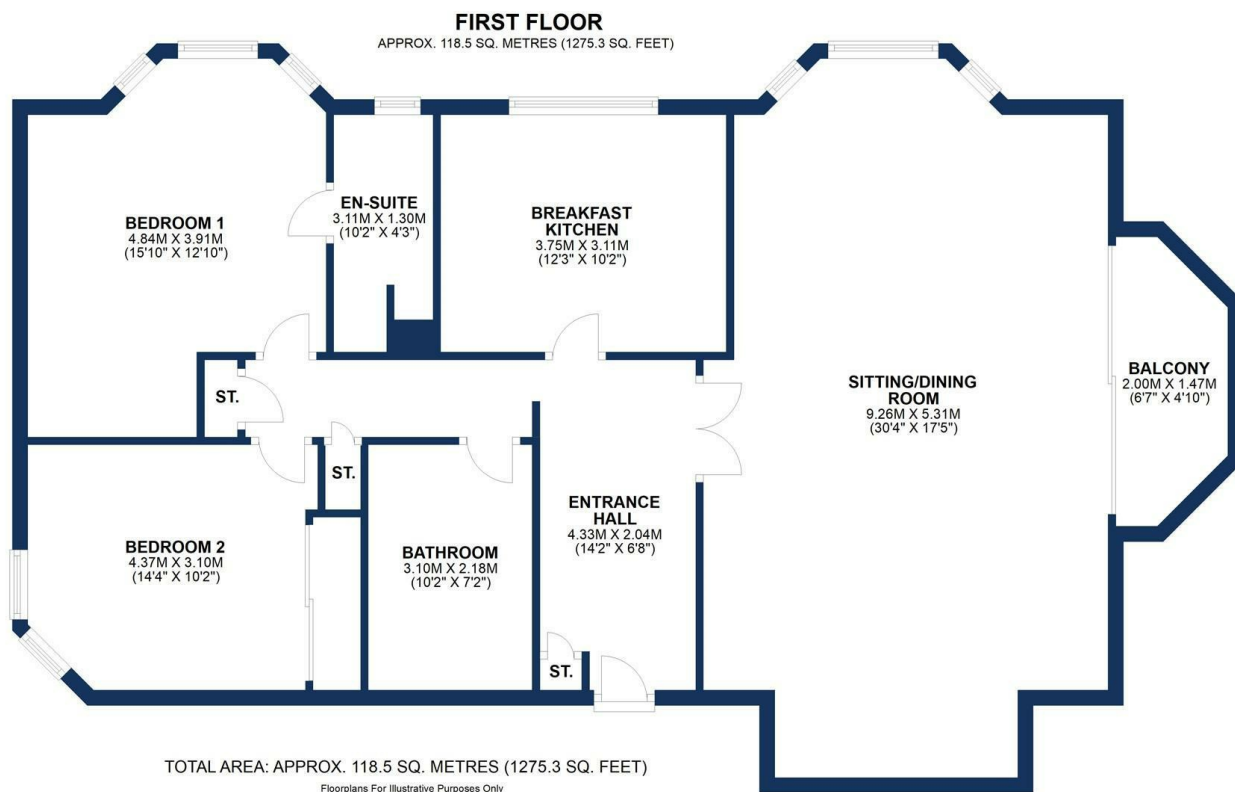 FIRST FLOOR
APPROX. 118.5 SQ. METRES (1275.3 SQ. FEET)
BEDROOM 1
4.84M X 3.91M
(15'10" X 12'10")
EN-SUITE
3.11M X 1.30M
(10'2" X 4'3")
BREAKFAST
KITCHEN
3.75M X 3.11M
(12'3" X 10'2")
SITTING/DINING
ROOM
9.26M X 5.31M
(30'4" X 17'5")
BALCONY
2.00M X 1.47M
(6'7" X 4'10")
ST.
ST.
BEDROOM 2
4.37M X 3.10M
(14'4" X 10'2")
BATHROOM
3.10M X 2.18M
(10'2" X 7'2")
ENTRANCE
HALL
4.33M X 2.04M
(14'2" X 6'8")
ST.
TOTAL AREA: APPROX. 118.5 SQ. METRES (1275.3 SQ. FEET)
Floorplans For Illustrative Purposes Only